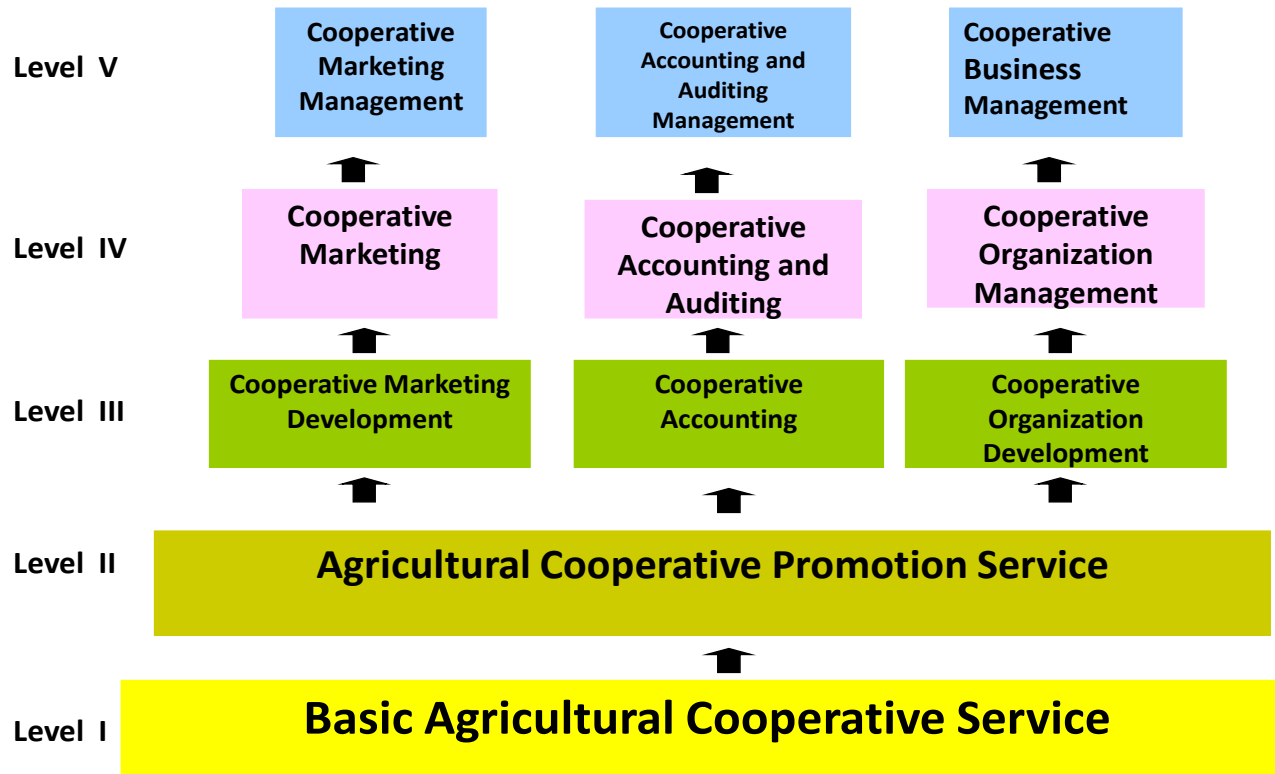 Level V
Cooperative
Marketing
Management
Cooperative
Accounting and
Auditing
Management
Cooperative
Business
Management
Level IV
Cooperative
Marketing
Cooperative
Accounting and
Auditing
Cooperative
Organization
Management
Level III
Cooperative Marketing
Development
Cooperative
Accounting
Cooperative
Organization
Development
Level II
Agricultural Cooperative Promotion Service
Level I
Basic Agricultural Cooperative Service